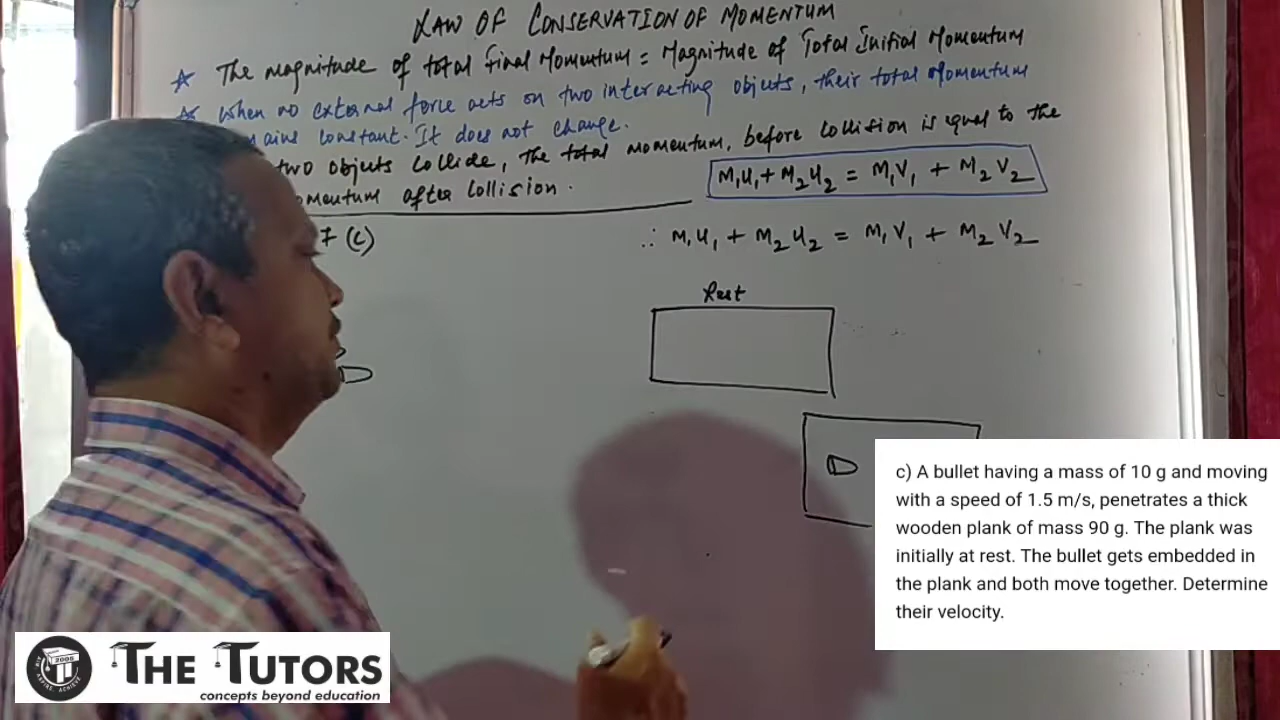 LAW OF CONSERVATION OF MOMENTUM
☆ The magnitude of total final Momentum = Magnitude of Total Initial Momentum
☆ When no external force acts on two interacting objects, their total Momentum
mains constant. It does not change.
two objects collide, the total momentum, before collision is equal to the
omentum after collision.
M₁U₁ + M₂U₂ = M₁V₁ + M₂V₂
7 (c)
∴ M₁U₁ + M₂U₂ = M₁V₁ + M₂V₂
Rest
c) A bullet having a mass of 10 g and moving
with a speed of 1.5 m/s, penetrates a thick
wooden plank of mass 90 g. The plank was
initially at rest. The bullet gets embedded in
the plank and both move together. Determine
their velocity.
THE TUTORS
concepts beyond education